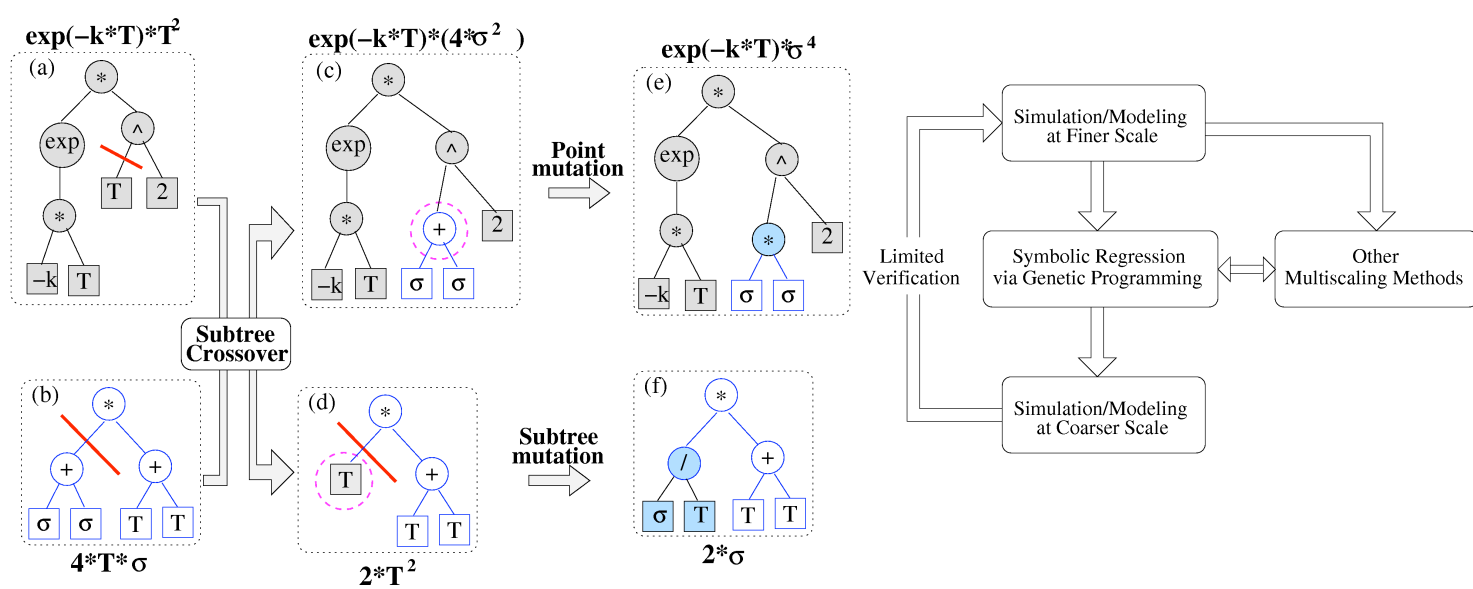 exp(−k*T)*T²
(a)
*
exp
^
T
2
*
−k
T
exp(−k*T)*(4*σ² )
(c)
*
exp
^
*
+
2
−k
T
σ
σ
Point
mutation
exp(−k*T)*σ⁴
(e)
*
exp
^
*
*
2
−k
T
σ
σ
Subtree
Crossover
(b)
*
+
+
σ
σ
T
T
4*T*σ
(d)
*
T
+
T
T
2*T²
Subtree
mutation
(f)
*
/
+
σ
T
T
T
2*σ
Simulation/Modeling
at Finer Scale
Limited
Verification
Symbolic Regression
via Genetic Programming
Other
Multiscaling Methods
Simulation/Modeling
at Coarser Scale